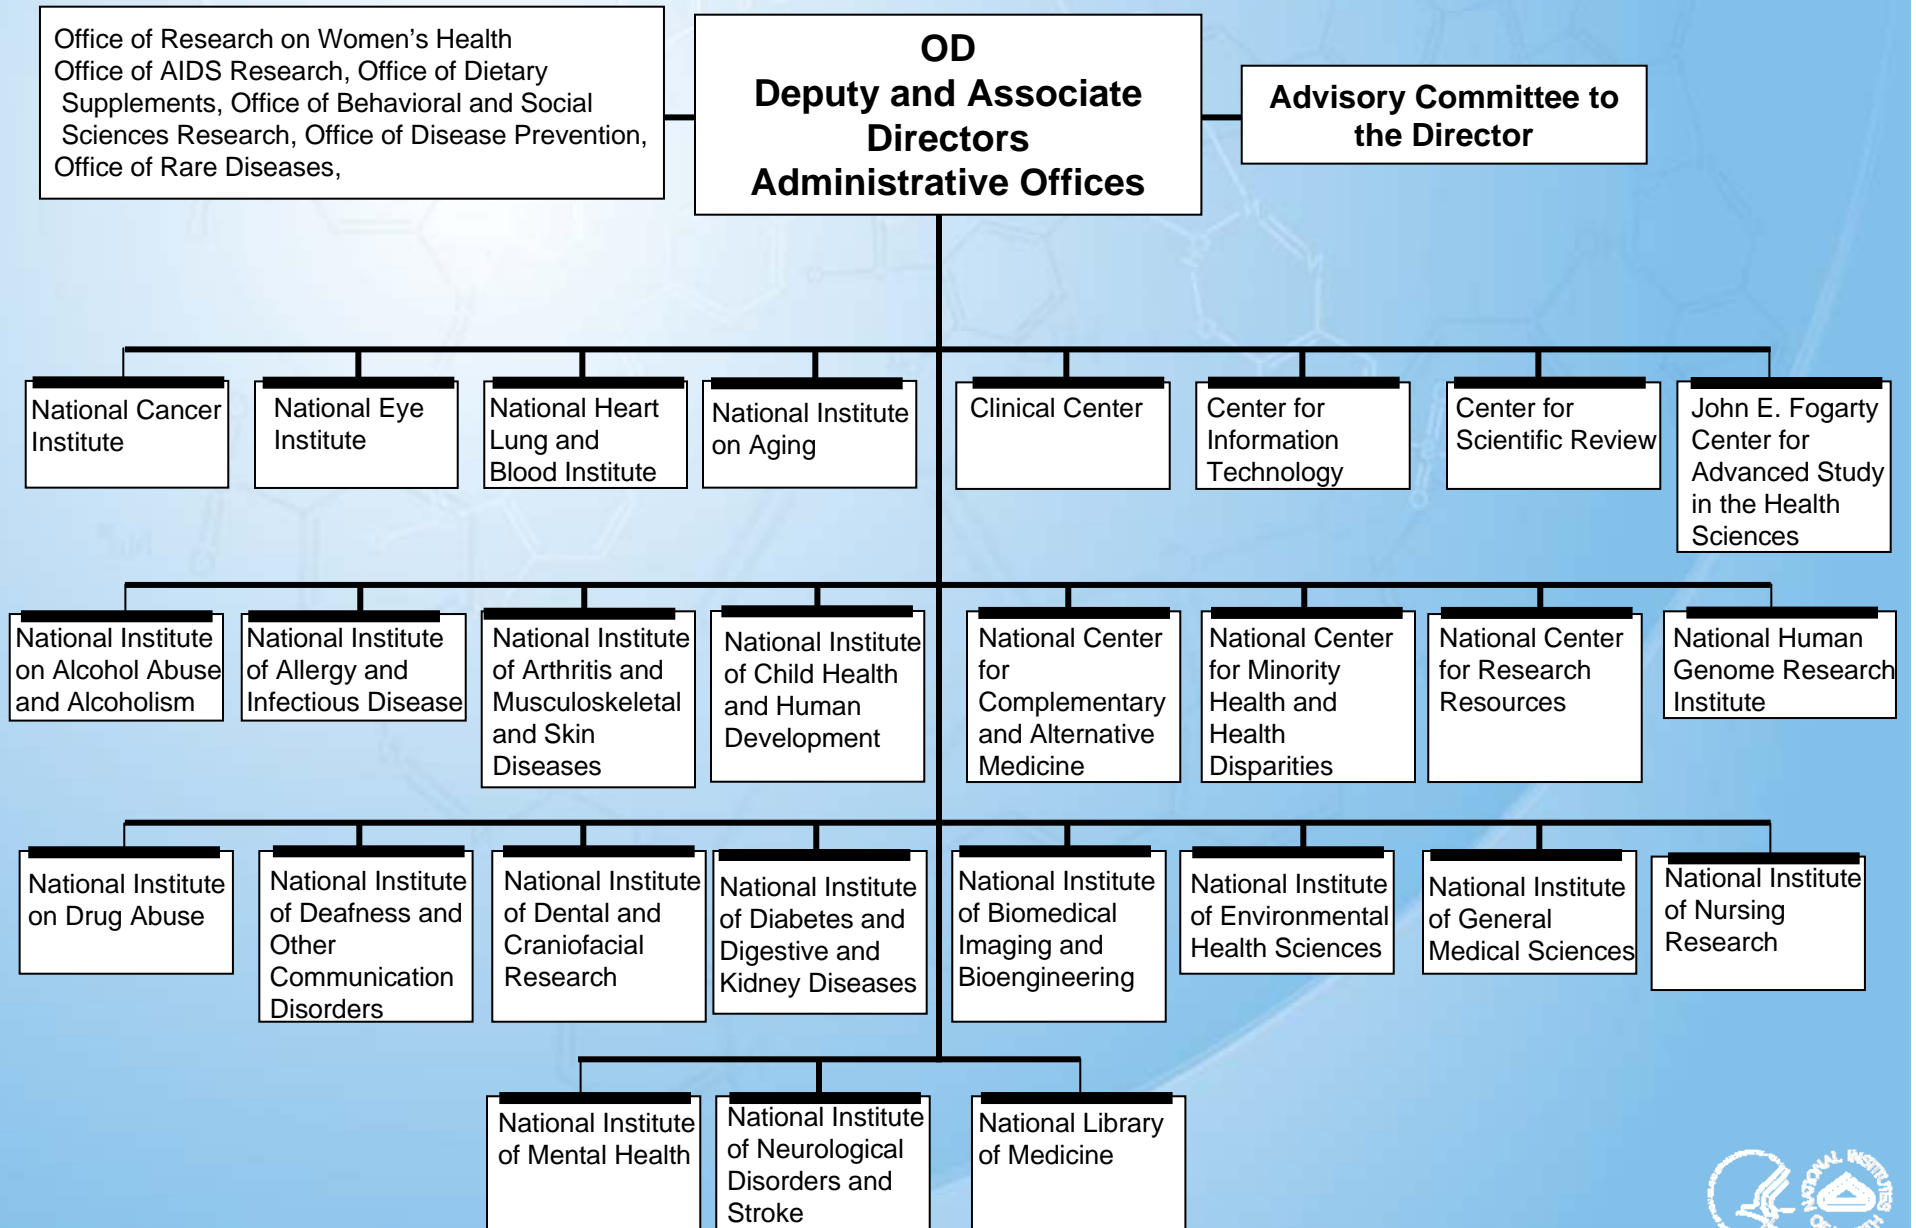 Office of Research on Women’s Health
Office of AIDS Research, Office of Dietary
Supplements, Office of Behavioral and Social
Sciences Research, Office of Disease Prevention,
Office of Rare Diseases,
OD
Deputy and Associate
Directors
Administrative Offices
Advisory Committee to
the Director
National Cancer
Institute
National Eye
Institute
National Heart
Lung and
Blood Institute
National Institute
on Aging
Clinical Center
Center for
Information
Technology
Center for
Scientific Review
John E. Fogarty
Center for
Advanced Study
in the Health
Sciences
National Institute
on Alcohol Abuse
and Alcoholism
National Institute
of Allergy and
Infectious Disease
National Institute
of Arthritis and
Musculoskeletal
and Skin
Diseases
National Institute
of Child Health
and Human
Development
National Center
for
Complementary
and Alternative
Medicine
National Center
for Minority
Health and
Health
Disparities
National Center
for Research
Resources
National Human
Genome Research
Institute
National Institute
on Drug Abuse
National Institute
of Deafness and
Other
Communication
Disorders
National Institute
of Dental and
Craniofacial
Research
National Institute
of Diabetes and
Digestive and
Kidney Diseases
National Institute
of Biomedical
Imaging and
Bioengineering
National Institute
of Environmental
Health Sciences
National Institute
of General
Medical Sciences
National Institute
of Nursing
Research
National Institute
of Mental Health
National Institute
of Neurological
Disorders and
Stroke
National Library
of Medicine